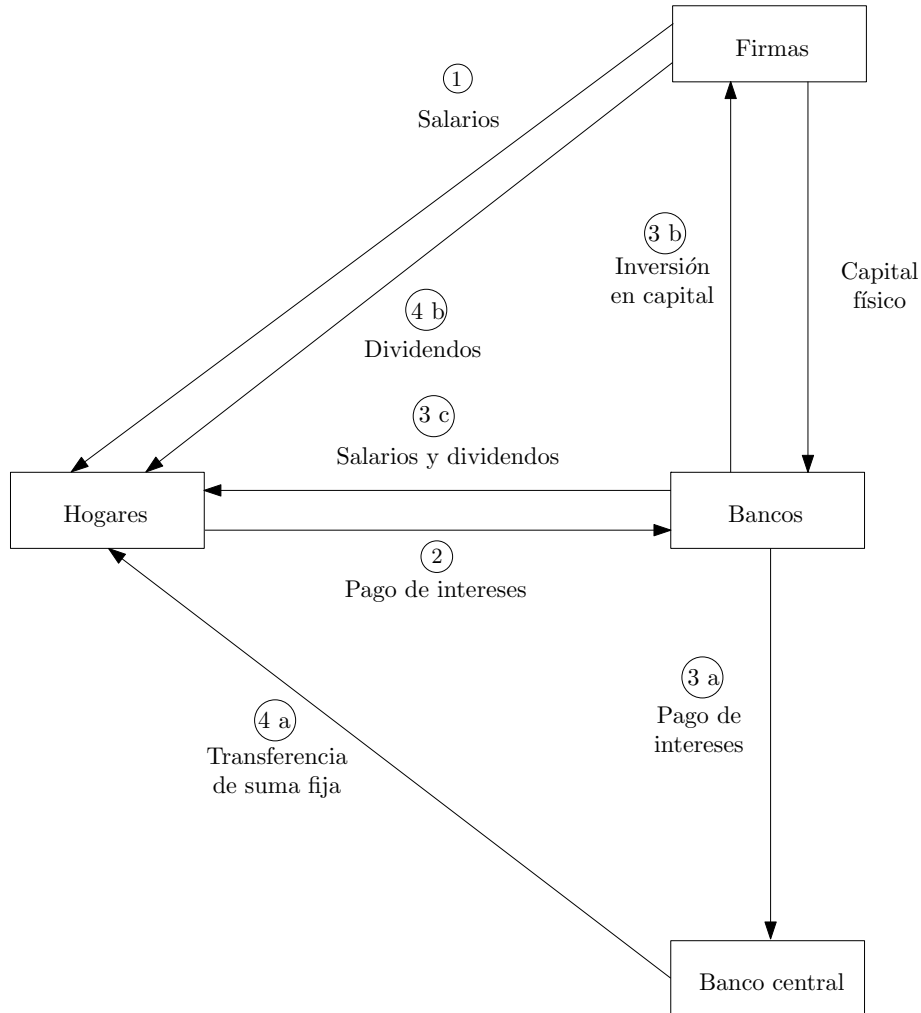 Firmas
1
Salarios
3 b
Inversión
en capital
Capital
físico
4 b
Dividendos
3 c
Salarios y dividendos
Hogares
Bancos
2
Pago de intereses
3 a
Pago de
intereses
4 a
Transferencia
de suma fija
Banco central